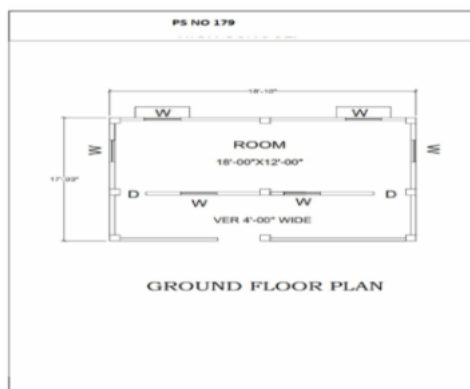 PS NO 179
W
W
W
ROOM
18'-00"X12'-00"
W
D
W
W
D
VER 4'-00" WIDE
GROUND FLOOR PLAN